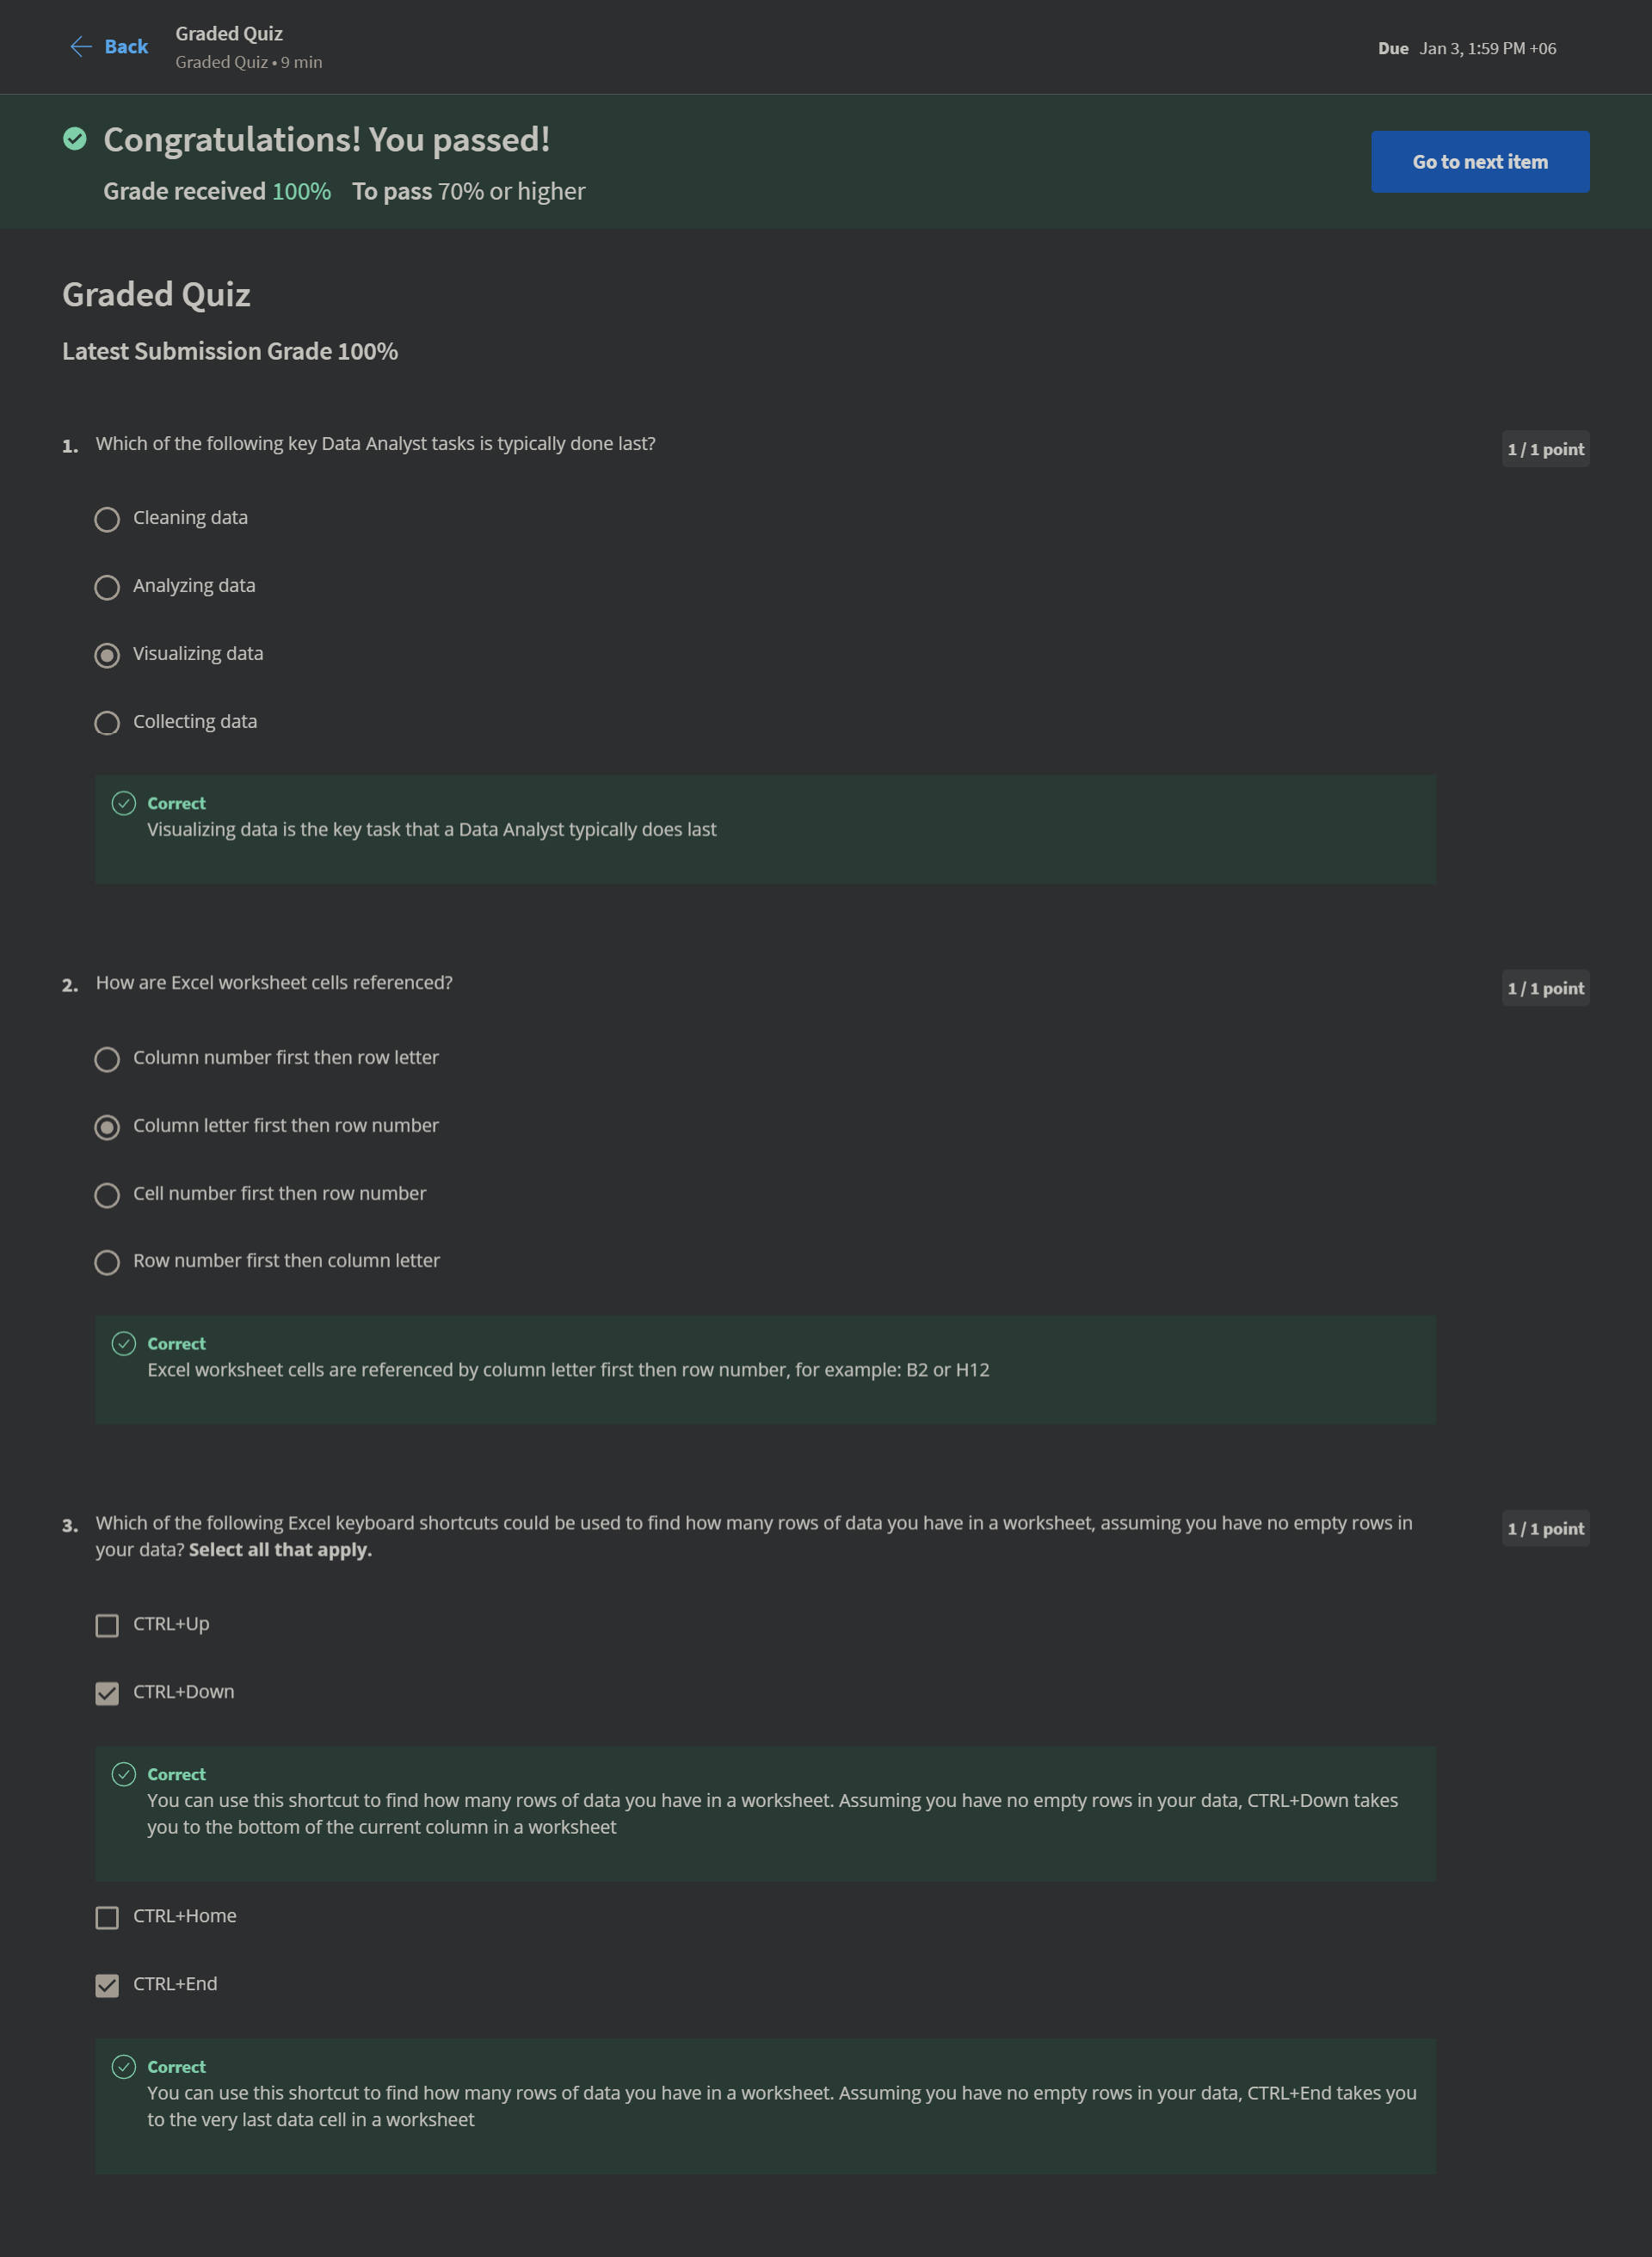 Back
Graded Quiz
Graded Quiz • 9 min
Due Jan 3, 1:59 PM +06
Congratulations! You passed!
Grade received 100% To pass 70% or higher
Go to next item
Graded Quiz
Latest Submission Grade 100%
1. Which of the following key Data Analyst tasks is typically done last?
1 / 1 point
Cleaning data
Analyzing data
Visualizing data
Collecting data
Correct
Visualizing data is the key task that a Data Analyst typically does last
2. How are Excel worksheet cells referenced?
1 / 1 point
Column number first then row letter
Column letter first then row number
Cell number first then row number
Row number first then column letter
Correct
Excel worksheet cells are referenced by column letter first then row number, for example: B2 or H12
3. Which of the following Excel keyboard shortcuts could be used to find how many rows of data you have in a worksheet, assuming you have no empty rows in
your data? Select all that apply.
1 / 1 point
CTRL+Up
CTRL+Down
Correct
You can use this shortcut to find how many rows of data you have in a worksheet. Assuming you have no empty rows in your data, CTRL+Down takes
you to the bottom of the current column in a worksheet
CTRL+Home
CTRL+End
Correct
You can use this shortcut to find how many rows of data you have in a worksheet. Assuming you have no empty rows in your data, CTRL+End takes you
to the very last data cell in a worksheet